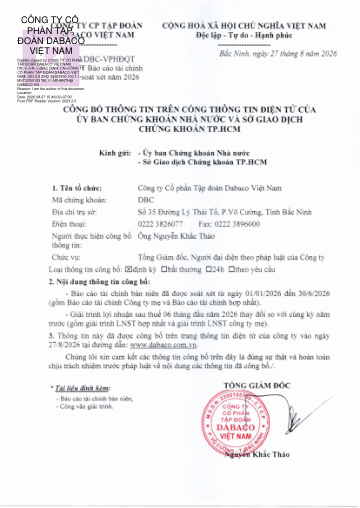 CÔNG TY CỔ PHẦN TẬP ĐOÀN DABACO VIỆT NAM
CÔNG TY CP TẬP ĐOÀN
DABACO VIỆT NAM
CỘNG HOÀ XÃ HỘI CHỦ NGHĨA VIỆT NAM
Độc lập - Tự do - Hạnh phúc
/DBC-VPHĐQT
Báo cáo tài chính
soát xét năm 2026
Bắc Ninh, ngày 27 tháng 8 năm 2026
CÔNG BỐ THÔNG TIN TRÊN CỔNG THÔNG TIN ĐIỆN TỬ CỦA
ỦY BAN CHỨNG KHOÁN NHÀ NƯỚC VÀ SỞ GIAO DỊCH
CHỨNG KHOÁN TP.HCM
Kính gửi: - Ủy ban Chứng khoán Nhà nước
- Sở Giao dịch Chứng khoán TP.HCM
1. Tên tổ chức: Công ty Cổ phần Tập đoàn Dabaco Việt Nam
Mã chứng khoán: DBC
Địa chỉ trụ sở: Số 35 Đường Lý Thái Tổ, P.Võ Cường, Tỉnh Bắc Ninh
Điện thoại: 0222 3826077 Fax: 0222 3896000
Người thực hiện công bố thông tin: Ông Nguyễn Khắc Thảo
Chức vụ: Tổng Giám đốc, Người đại diện theo pháp luật của Công ty
Loại thông tin công bố: ☒định kỳ ☐bất thường ☐24h ☐theo yêu cầu
2. Nội dung thông tin công bố:
- Báo cáo tài chính bán niên đã được soát xét từ ngày 01/01/2026 đến 30/6/2026
(gồm Báo cáo tài chính Công ty mẹ và Báo cáo tài chính hợp nhất).
- Giải trình lợi nhuận sau thuế 06 tháng đầu năm 2026 thay đổi so với cùng kỳ năm
trước (gồm giải trình LNST hợp nhất và giải trình LNST công ty mẹ).
3. Thông tin này đã được công bố trên trang thông tin điện tử của công ty vào ngày
27/8/2026 tại đường dẫn: www.dabaco.com.vn.
Chúng tôi xin cam kết các thông tin công bố trên đây là đúng sự thật và hoàn toàn
chịu trách nhiệm trước pháp luật về nội dung các thông tin đã công bố./.
* Tài liệu đính kèm:
- Báo cáo tài chính bán niên;
- Công văn giải trình.
TỔNG GIÁM ĐỐC
CÔNG TY
CỔ PHẦN
TẬP ĐOÀN
DABACO
VIỆT NAM
Nguyễn Khắc Thảo